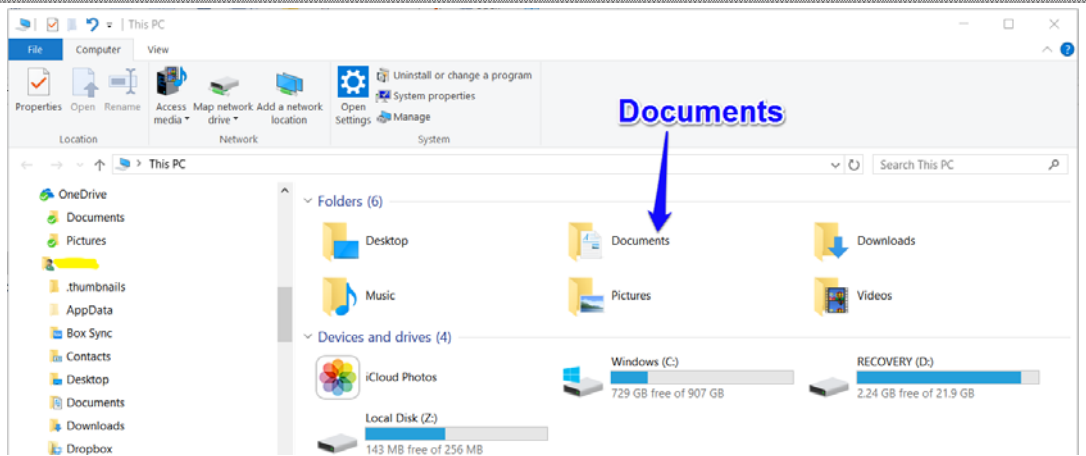 This PC
File Computer View
Properties Open Rename Access media Map network drive Add a network location Open Settings Uninstall or change a program
System properties
Manage
Location Network System
Documents
This PC Search This PC
OneDrive
Documents
Pictures
.thumbnails
AppData
Box Sync
Contacts
Desktop
Documents
Downloads
Dropbox
Folders (6)
Desktop Documents Downloads
Music Pictures Videos
Devices and drives (4)
iCloud Photos
Windows (C:)
729 GB free of 907 GB
RECOVERY (D:)
2.24 GB free of 21.9 GB
Local Disk (Z:)
143 MB free of 256 MB